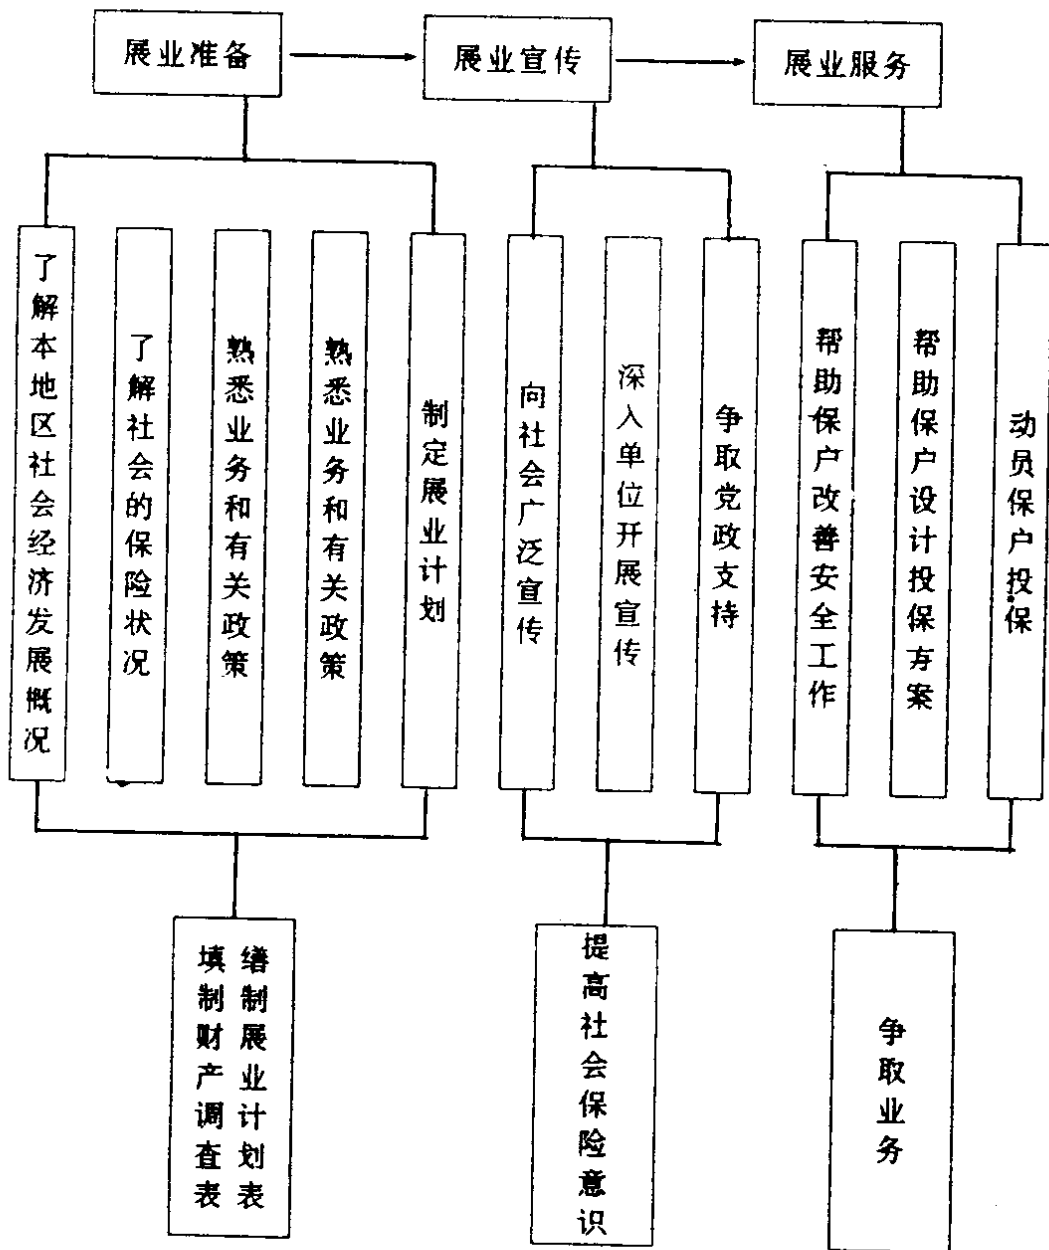 展业准备
展业宣传
展业服务
了解本地区社会经济发展概况
了解社会的保险状况
熟悉业务和有关政策
熟悉业务和有关政策
制定展业计划
向社会广泛宣传
深入单位开展宣传
争取党政支持
帮助保户改善安全工作
帮助保户设计投保方案
动员保户投保
填制财产调查表
缮制展业计划表
提高社会保险意识
争取业务